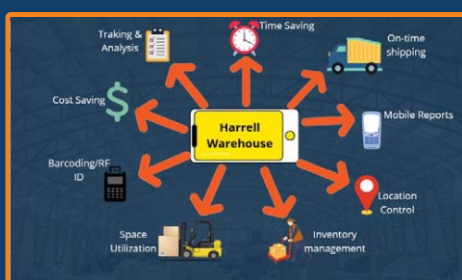 Time Saving
Traking &
Analysis
On-time
shipping
Cost Saving
Harrell
Warehouse
Mobile Reports
Barcoding/RF
ID
Location
Control
Space
Utilization
Inventory
management